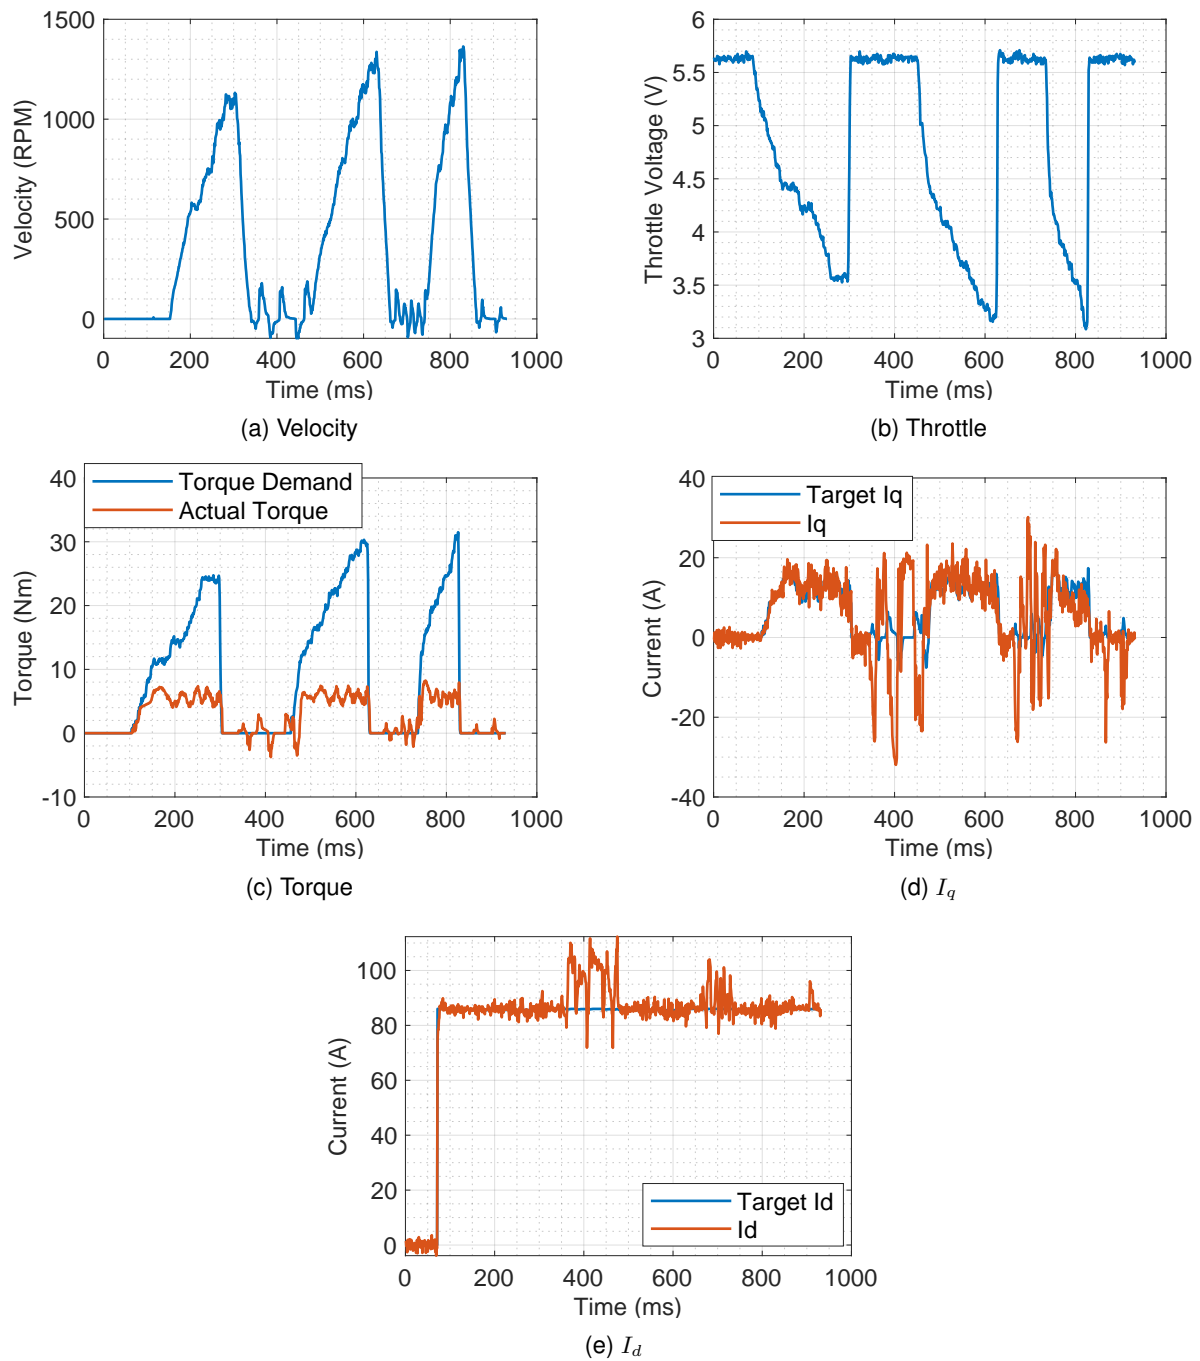 1500
1000
500
0
Velocity (RPM)
0 200 400 600 800 1000
Time (ms)
(a) Velocity
6
5.5
5
4.5
4
3.5
3
Throttle Voltage (V)
0 200 400 600 800 1000
Time (ms)
(b) Throttle
40
30
20
10
0
-10
Torque (Nm)
Torque Demand
Actual Torque
0 200 400 600 800 1000
Time (ms)
(c) Torque
40
20
0
-20
-40
Current (A)
Target Iq
Iq
0 200 400 600 800 1000
Time (ms)
(d) I_q
100
80
60
40
20
0
Current (A)
Target Id
Id
0 200 400 600 800 1000
Time (ms)
(e) I_d